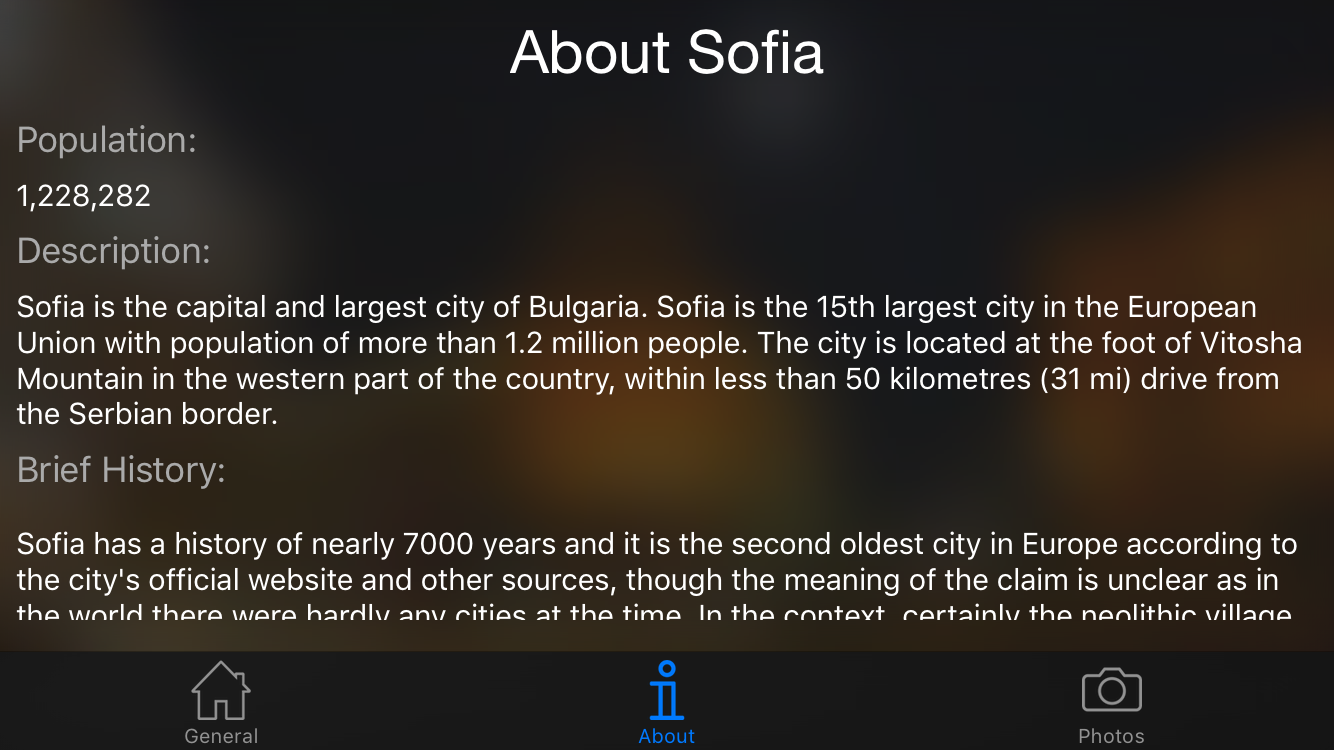 About Sofia
Population:
1,228,282
Description:
Sofia is the capital and largest city of Bulgaria. Sofia is the 15th largest city in the European
Union with population of more than 1.2 million people. The city is located at the foot of Vitosha
Mountain in the western part of the country, within less than 50 kilometres (31 mi) drive from
the Serbian border.
Brief History:
Sofia has a history of nearly 7000 years and it is the second oldest city in Europe according to
the city's official website and other sources, though the meaning of the claim is unclear as in
the world there were hardly any cities at the time. In the context, certainly the neolithic village
General
About
Photos